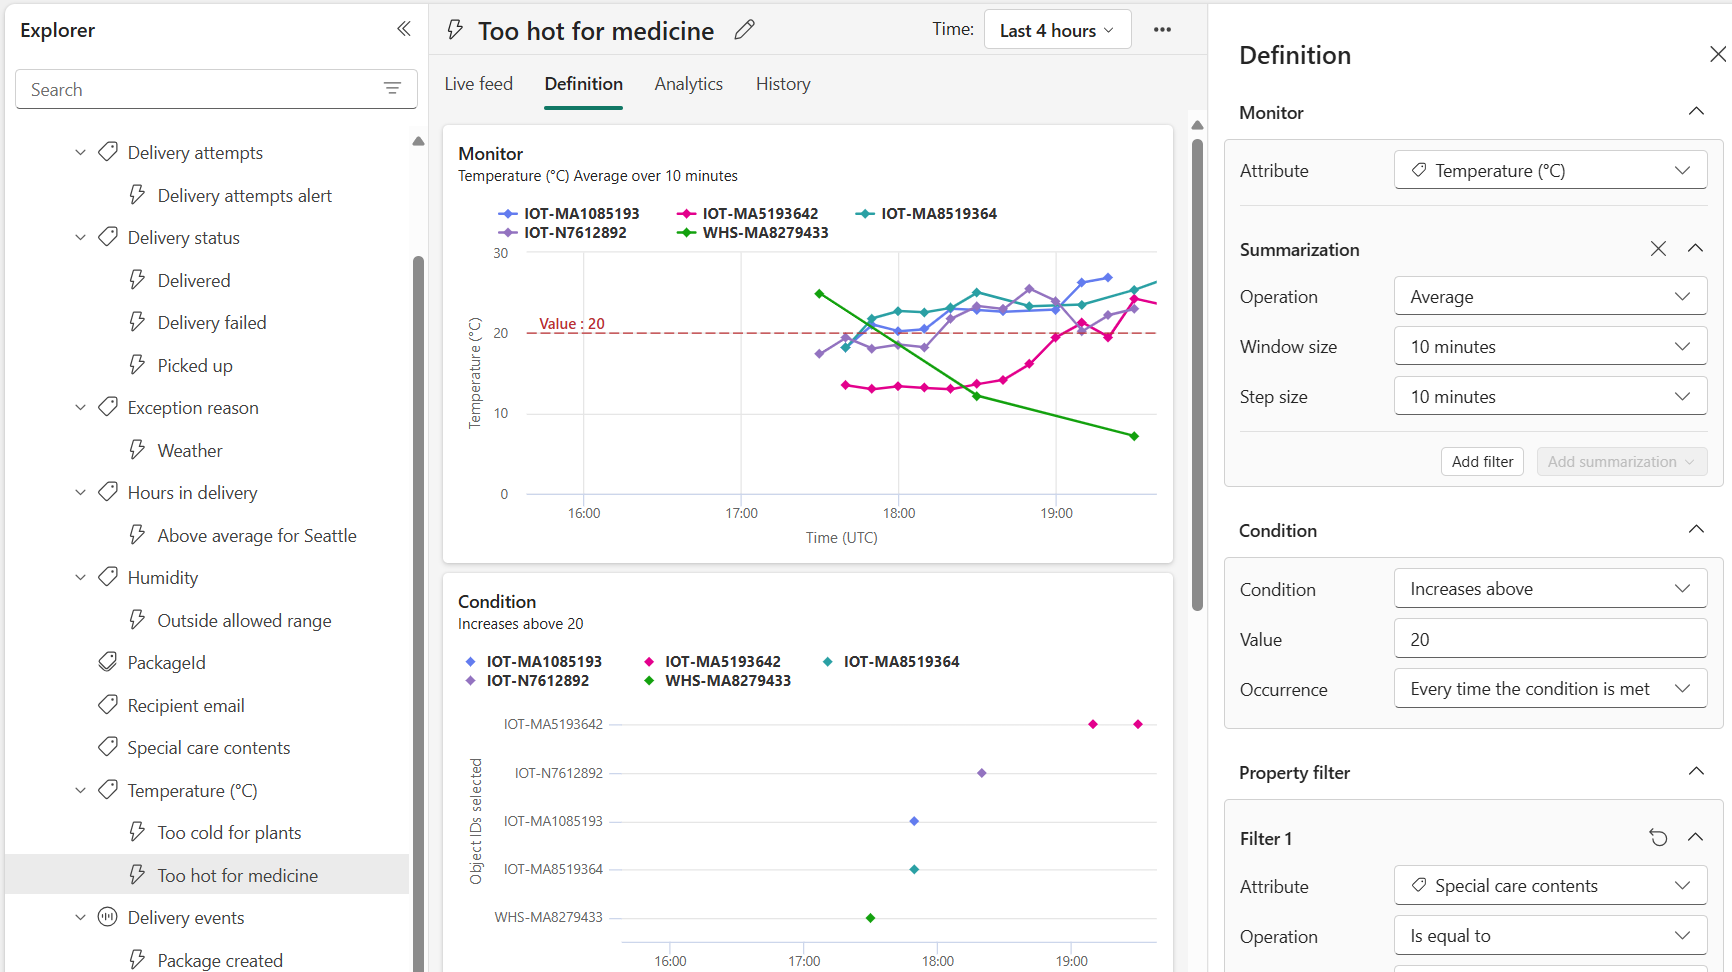 Explorer
Search
Delivery attempts
Delivery attempts alert
Delivery status
Delivered
Delivery failed
Picked up
Exception reason
Weather
Hours in delivery
Above average for Seattle
Humidity
Outside allowed range
PackageId
Recipient email
Special care contents
Temperature (°C)
Too cold for plants
Too hot for medicine
Delivery events
Package created
Too hot for medicine
Time: Last 4 hours
Live feed Definition Analytics History
Monitor
Temperature (°C) Average over 10 minutes
IOT-MA1085193 IOT-MA5193642 IOT-MA8519364
IOT-N7612892 WHS-MA8279433
30
Value : 20
20
10
0
Temperature (°C)
16:00 17:00 18:00 19:00
Time (UTC)
Condition
Increases above 20
IOT-MA1085193 IOT-MA5193642 IOT-MA8519364
IOT-N7612892 WHS-MA8279433
Object IDs selected
IOT-MA5193642
IOT-N7612892
IOT-MA1085193
IOT-MA8519364
WHS-MA8279433
16:00 17:00 18:00 19:00
Definition
Monitor
Attribute Temperature (°C)
Summarization
Operation Average
Window size 10 minutes
Step size 10 minutes
Add filter Add summarization
Condition
Condition Increases above
Value 20
Occurrence Every time the condition is met
Property filter
Filter 1
Attribute Special care contents
Operation Is equal to